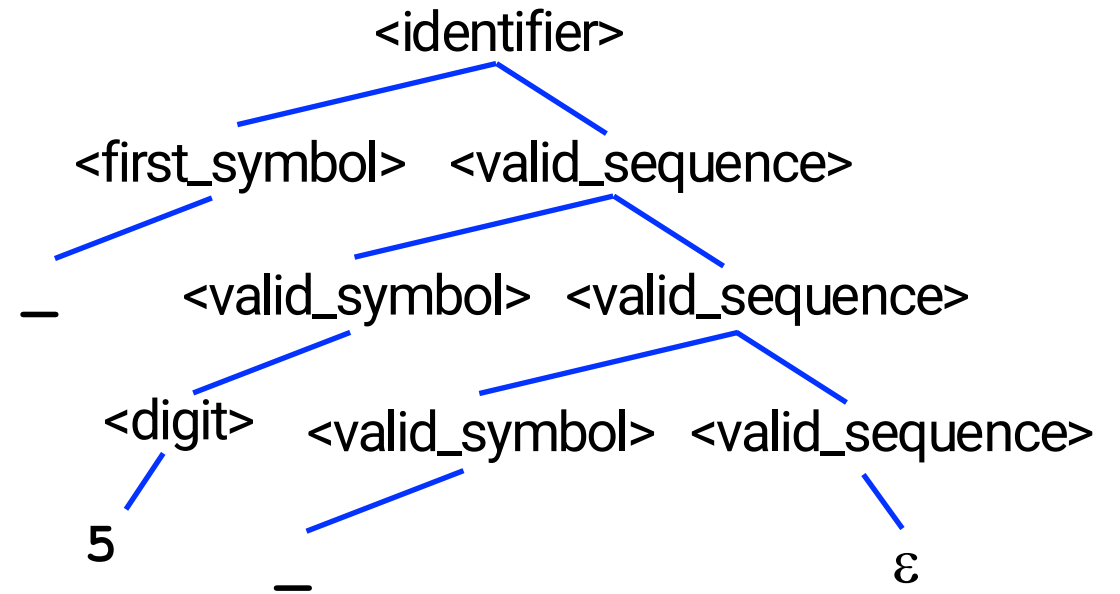 <identifier>
<first_symbol> <valid_sequence>
_ <valid_symbol> <valid_sequence>
<digit> <valid_symbol> <valid_sequence>
5 _ ε